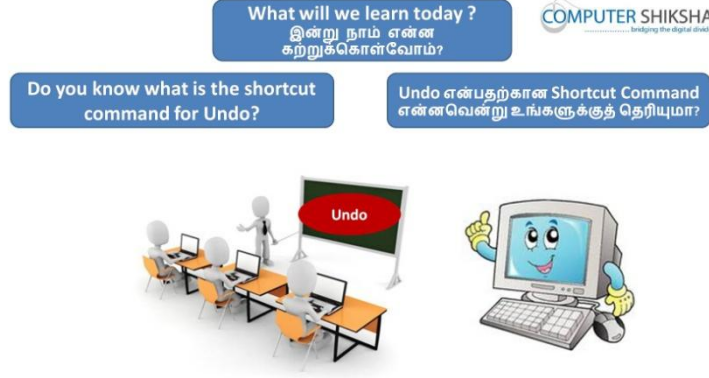 What will we learn today ?
இன்று நாம் என்ன
கற்றுக்கொள்வோம்?
COMPUTER SHIKSHA
bridging the digital divide
Do you know what is the shortcut
command for Undo?
Undo என்பதற்கான Shortcut Command
என்னவென்று உங்களுக்குத் தெரியுமா?
Undo